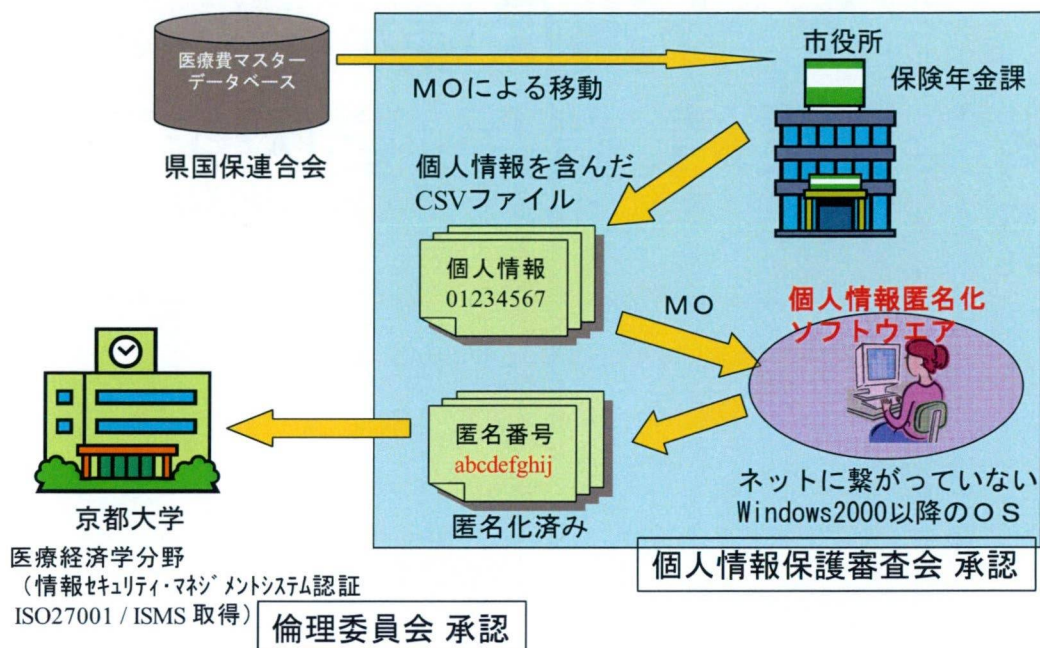 医療費マスター
データベース
県国保連合会
MOによる移動
市役所
保険年金課
個人情報を含んだ
CSVファイル
個人情報
01234567
MO
個人情報匿名化
ソフトウエア
匿名番号
abcdefghij
匿名化済み
ネットに繋がっていない
Windows2000以降のOS
個人情報保護審査会 承認
京都大学
医療経済学分野
（情報セキュリティ・マネジメントシステム認証
ISO27001 / ISMS 取得）
倫理委員会 承認